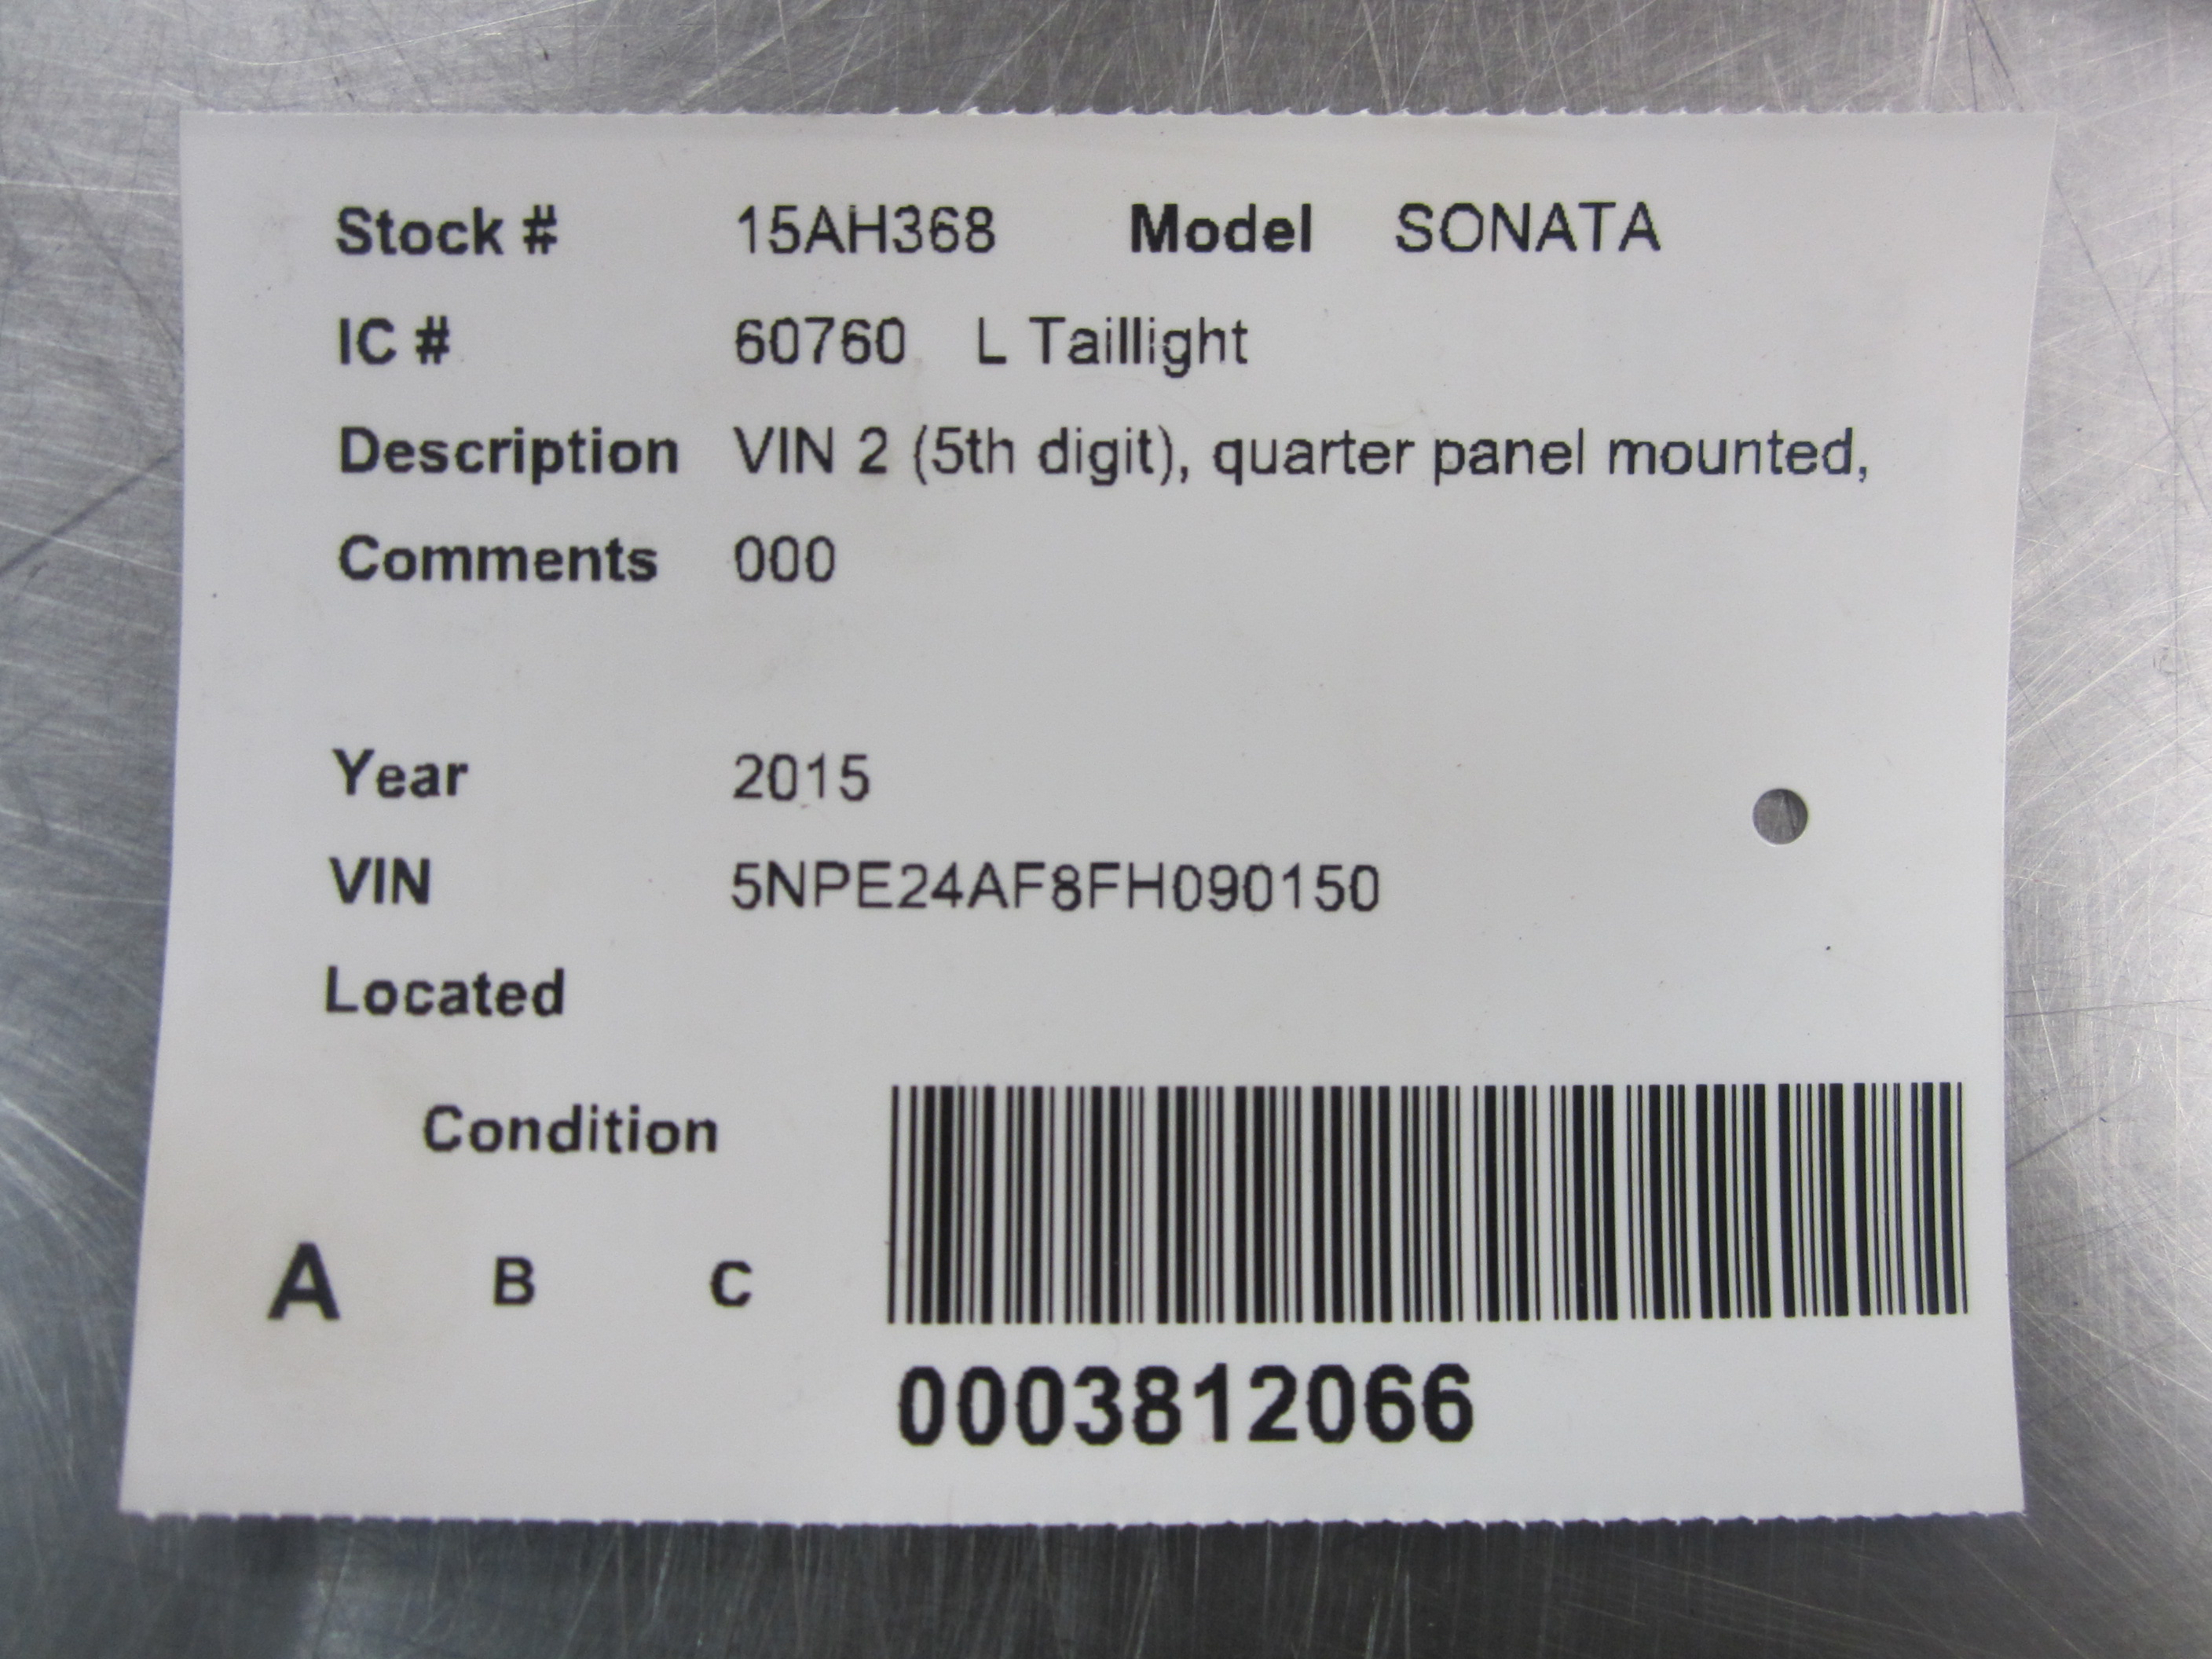 Stock # 15AH368 Model SONATA
IC # 60760 L Taillight
Description VIN 2 (5th digit), quarter panel mounted,
Comments 000
Year 2015
VIN 5NPE24AF8FH090150
Located
Condition
A B C
0003812066